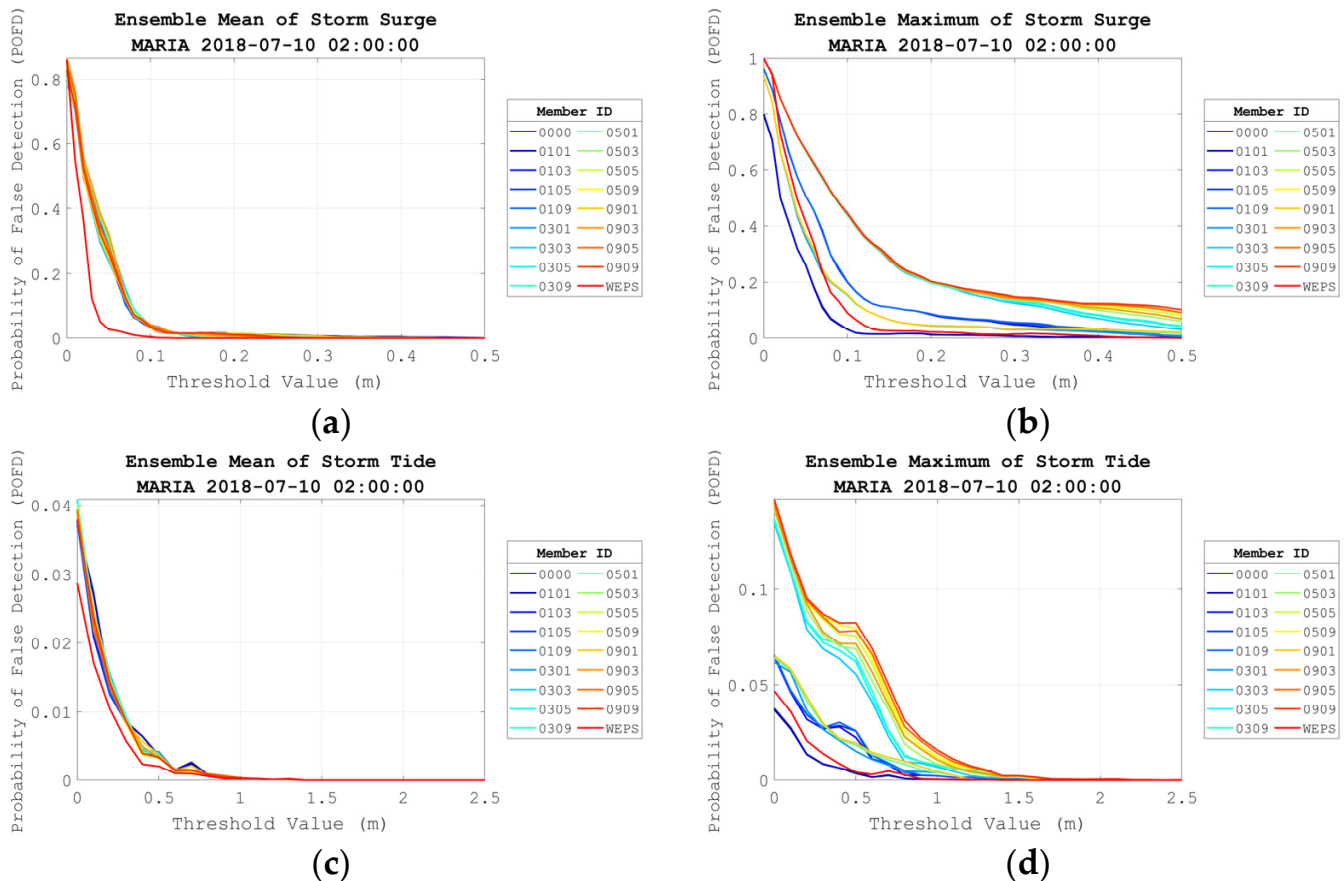 Ensemble Mean of Storm Surge
MARIA 2018-07-10 02:00:00
Probability of False Detection (POFD)
0.8
0.6
0.4
0.2
0
0 0.1 0.2 0.3 0.4 0.5
Threshold Value (m)
Member ID
0000 0501
0101 0503
0103 0505
0105 0509
0109 0901
0301 0903
0303 0905
0305 0909
0309 WEPS
(a)
Ensemble Maximum of Storm Surge
MARIA 2018-07-10 02:00:00
Probability of False Detection (POFD)
1
0.8
0.6
0.4
0.2
0
0 0.1 0.2 0.3 0.4 0.5
Threshold Value (m)
Member ID
0000 0501
0101 0503
0103 0505
0105 0509
0109 0901
0301 0903
0303 0905
0305 0909
0309 WEPS
(b)
Ensemble Mean of Storm Tide
MARIA 2018-07-10 02:00:00
Probability of False Detection (POFD)
0.04
0.03
0.02
0.01
0
0 0.5 1 1.5 2 2.5
Threshold Value (m)
Member ID
0000 0501
0101 0503
0103 0505
0105 0509
0109 0901
0301 0903
0303 0905
0305 0909
0309 WEPS
(c)
Ensemble Maximum of Storm Tide
MARIA 2018-07-10 02:00:00
Probability of False Detection (POFD)
0.1
0.05
0
0 0.5 1 1.5 2 2.5
Threshold Value (m)
Member ID
0000 0501
0101 0503
0103 0505
0105 0509
0109 0901
0301 0903
0303 0905
0305 0909
0309 WEPS
(d)